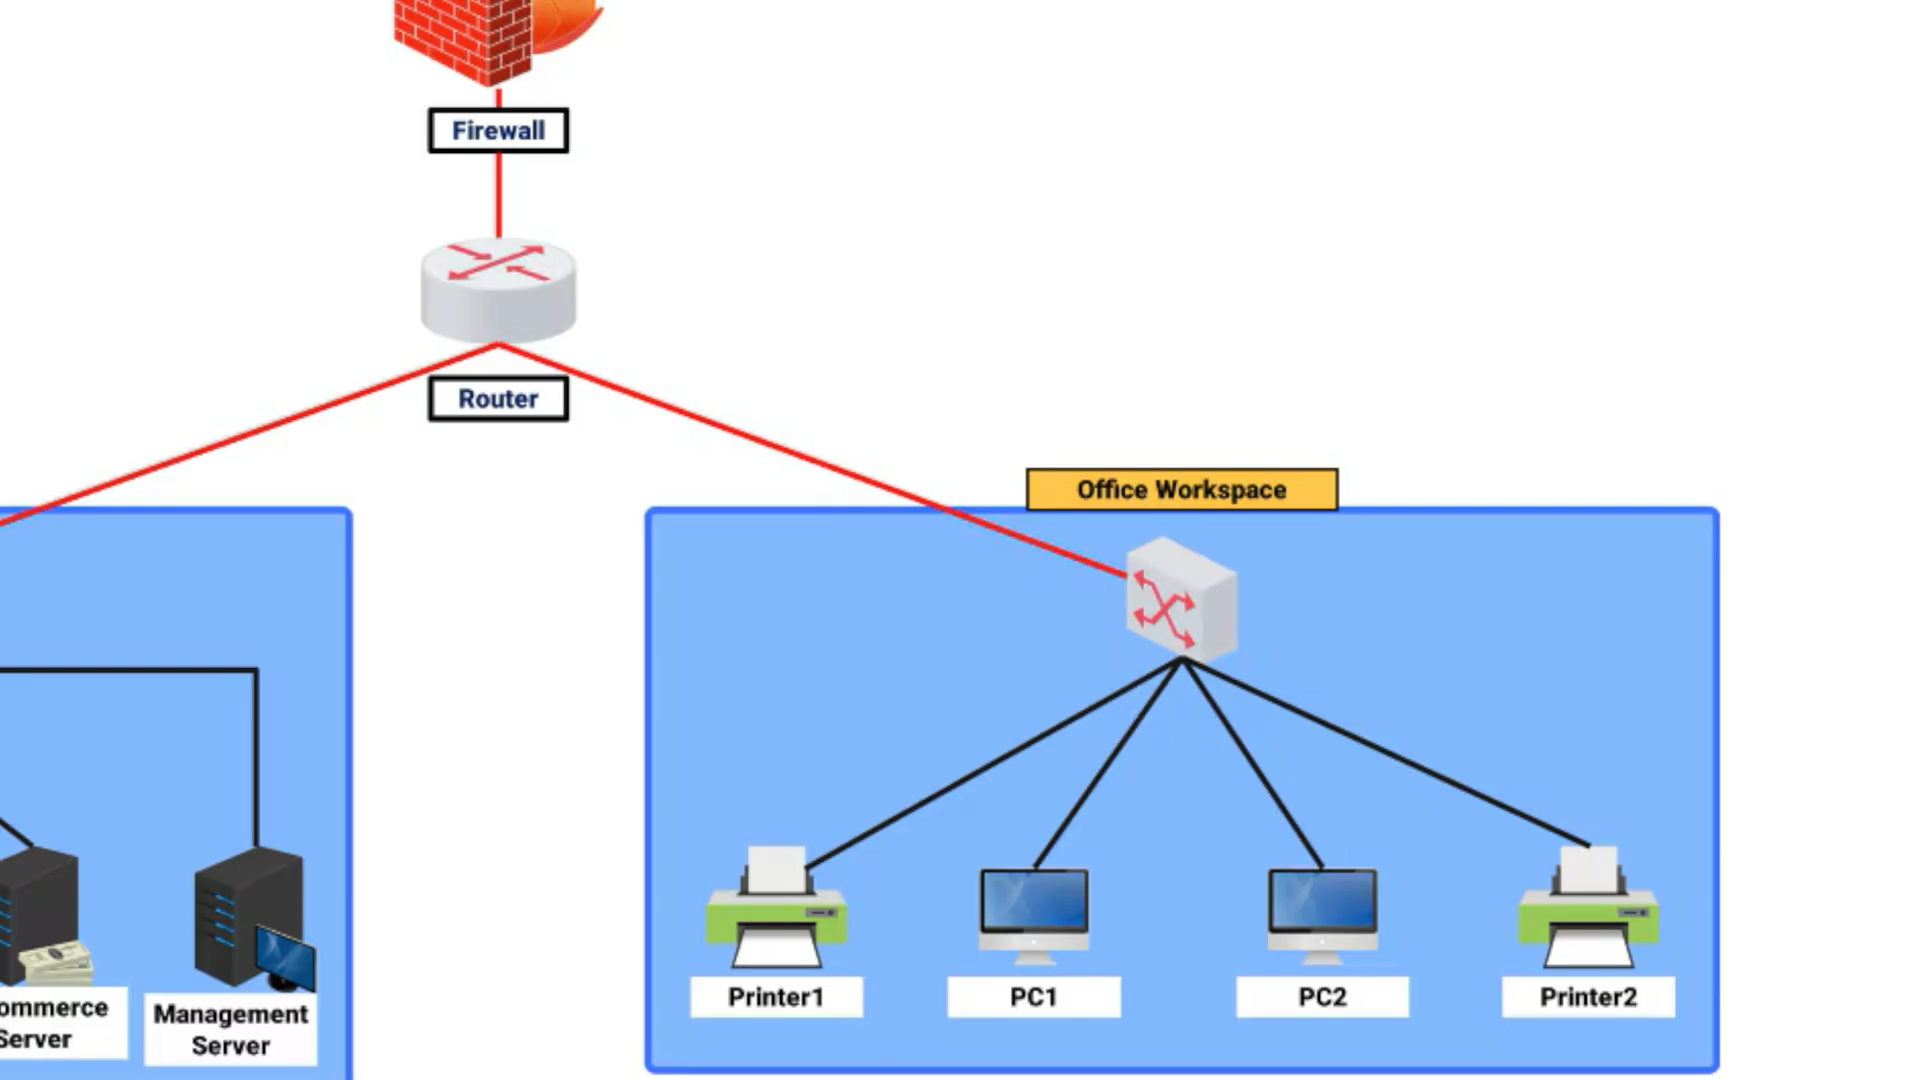 Firewall
Router
Office Workspace
ommerce
Server
Management
Server
Printer1
PC1
PC2
Printer2